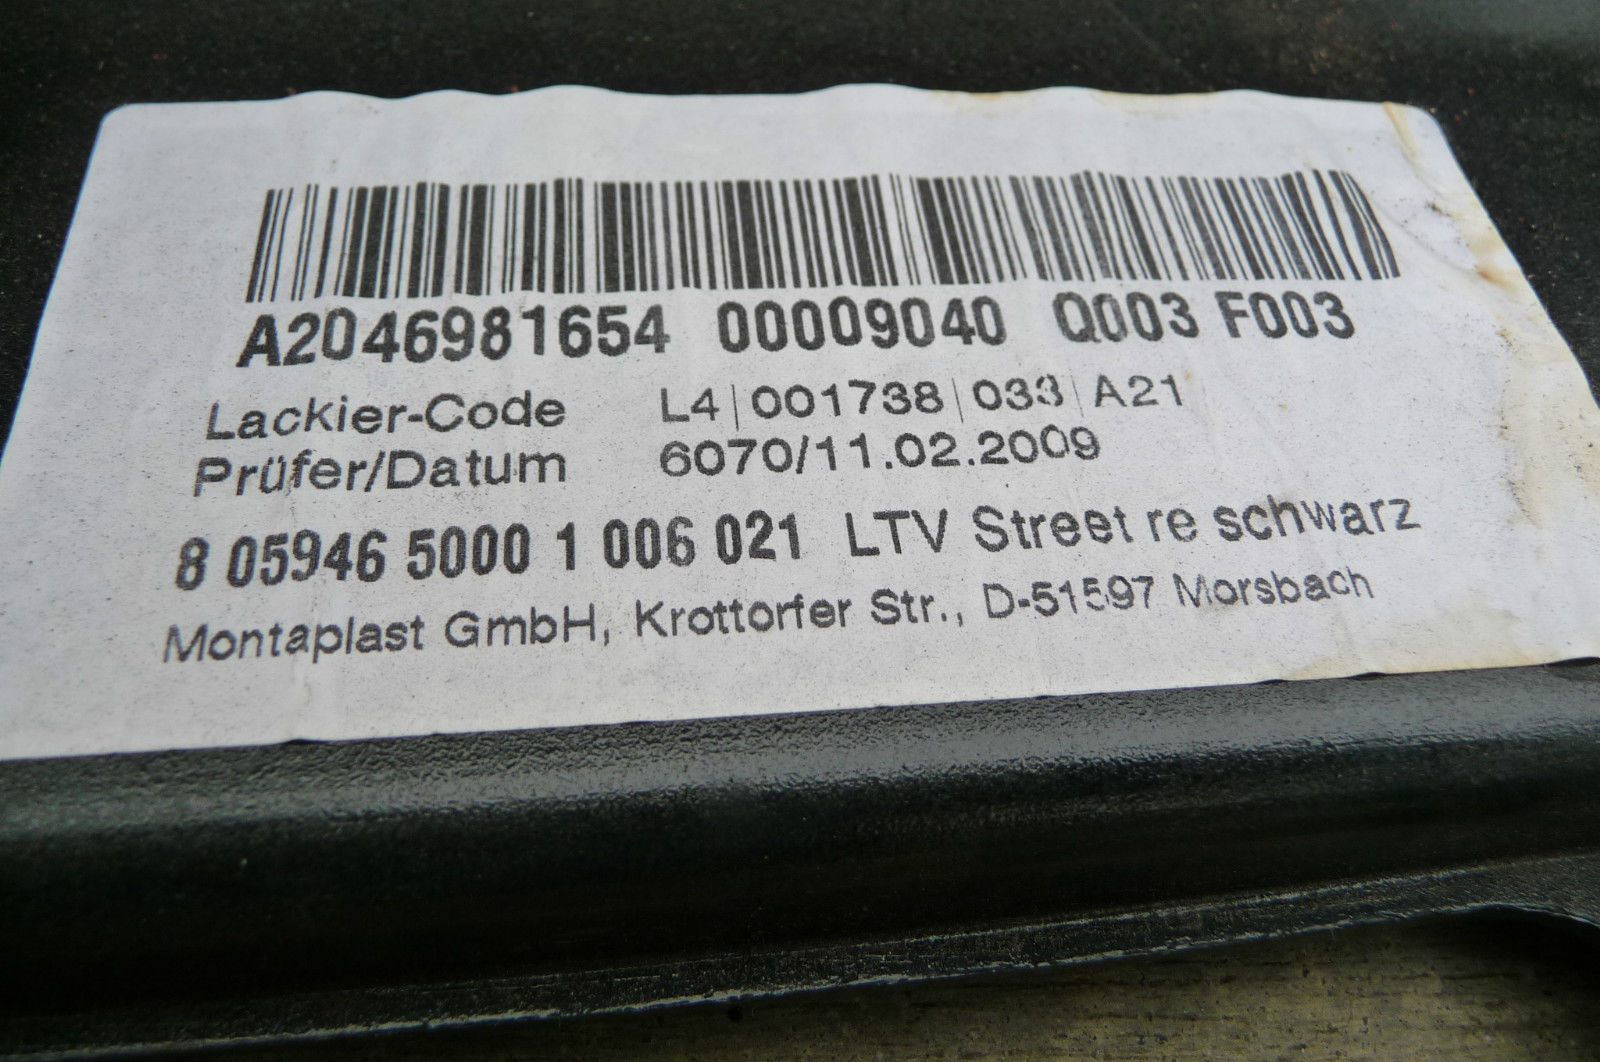 A2046981654 00009040 Q003 F003
Lackier-Code L4|001738|033|A21
Prüfer/Datum 6070/11.02.2009
8 05946 5000 1 006 021 LTV Street re schwarz
Montaplast GmbH, Krottorfer Str., D-51597 Morsbach